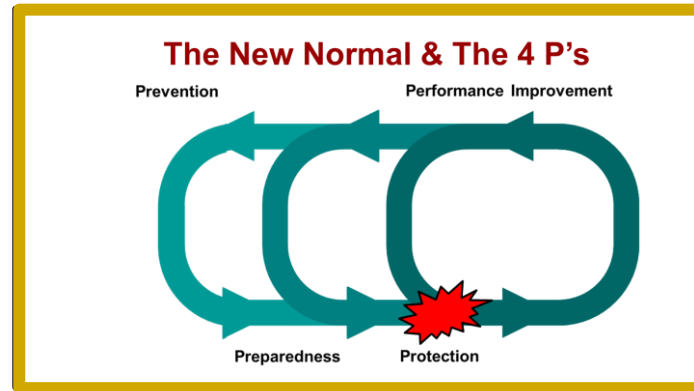 The New Normal & The 4 P's
Prevention
Performance Improvement
Preparedness
Protection